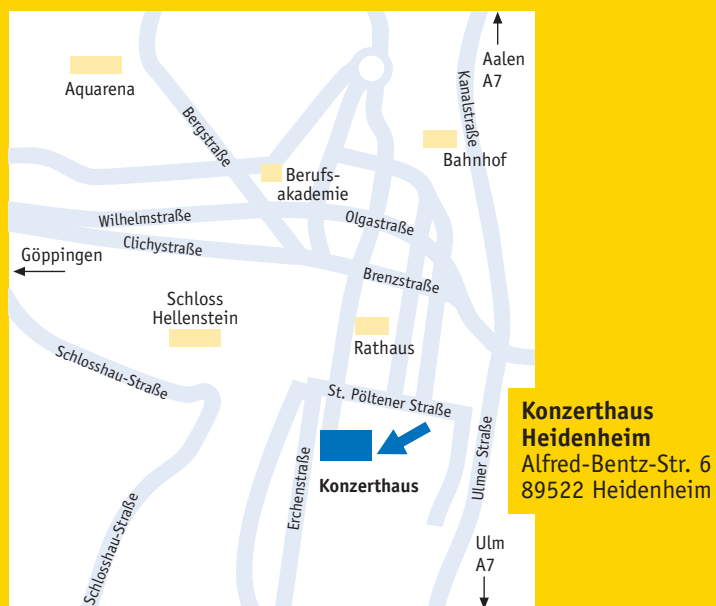 Aalen
A7
Aquarena
Kanalstraße
Bergstraße
Bahnhof
Berufs-
akademie
Wilhelmstraße
Olgastraße
Clichystraße
Göppingen
Brenzstraße
Schloss
Hellenstein
Rathaus
Schlosshau-Straße
St. Pöltener Straße
Konzerthaus
Heidenheim
Alfred-Bentz-Str. 6
89522 Heidenheim
Ulmer Straße
Erchenstraße
Konzerthaus
Schlosshau-Straße
Ulm
A7